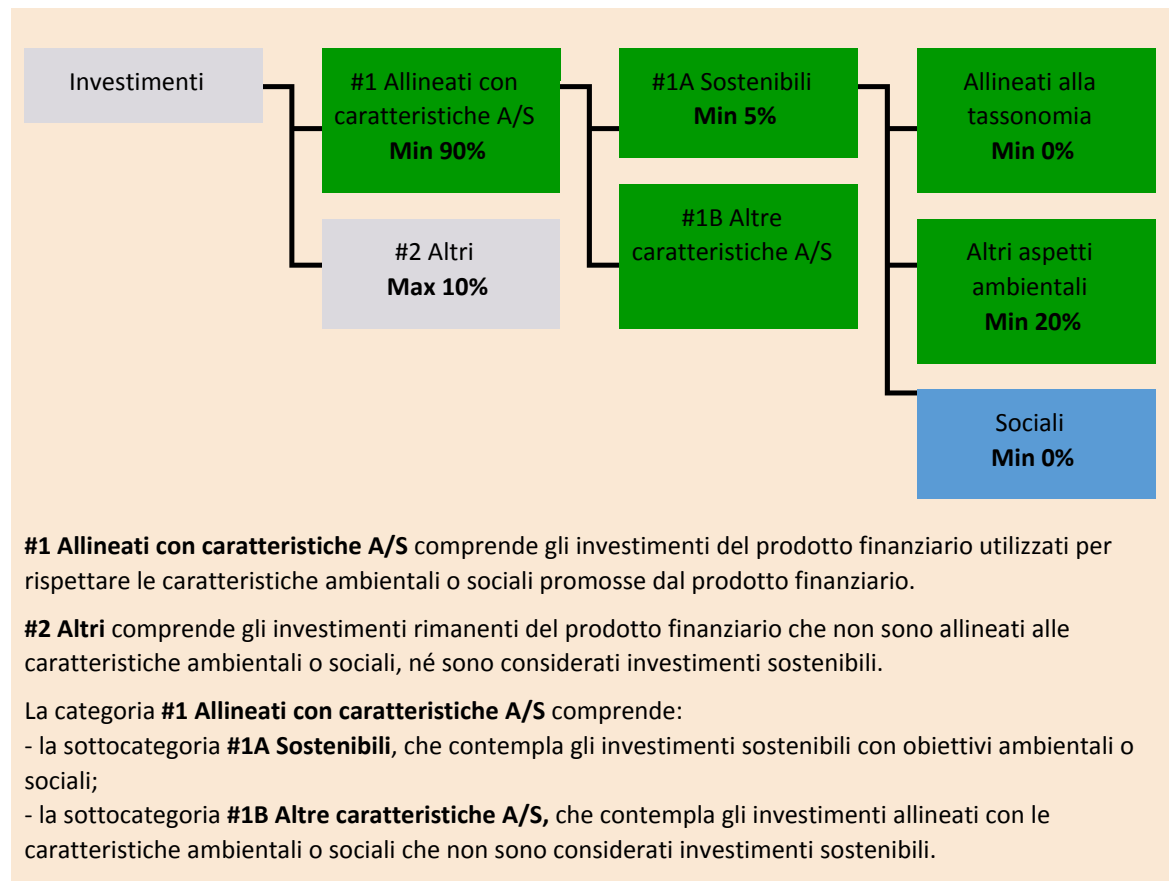 Investimenti
#1 Allineati con
caratteristiche A/S
Min 90%
#2 Altri
Max 10%
#1A Sostenibili
Min 5%
#1B Altre
caratteristiche A/S
Allineati alla
tassonomia
Min 0%
Altri aspetti
ambientali
Min 20%
Sociali
Min 0%
#1 Allineati con caratteristiche A/S comprende gli investimenti del prodotto finanziario utilizzati per
rispettare le caratteristiche ambientali o sociali promosse dal prodotto finanziario.
#2 Altri comprende gli investimenti rimanenti del prodotto finanziario che non sono allineati alle
caratteristiche ambientali o sociali, né sono considerati investimenti sostenibili.
La categoria #1 Allineati con caratteristiche A/S comprende:
- la sottocategoria #1A Sostenibili, che contempla gli investimenti sostenibili con obiettivi ambientali o
sociali;
- la sottocategoria #1B Altre caratteristiche A/S, che contempla gli investimenti allineati con le
caratteristiche ambientali o sociali che non sono considerati investimenti sostenibili.